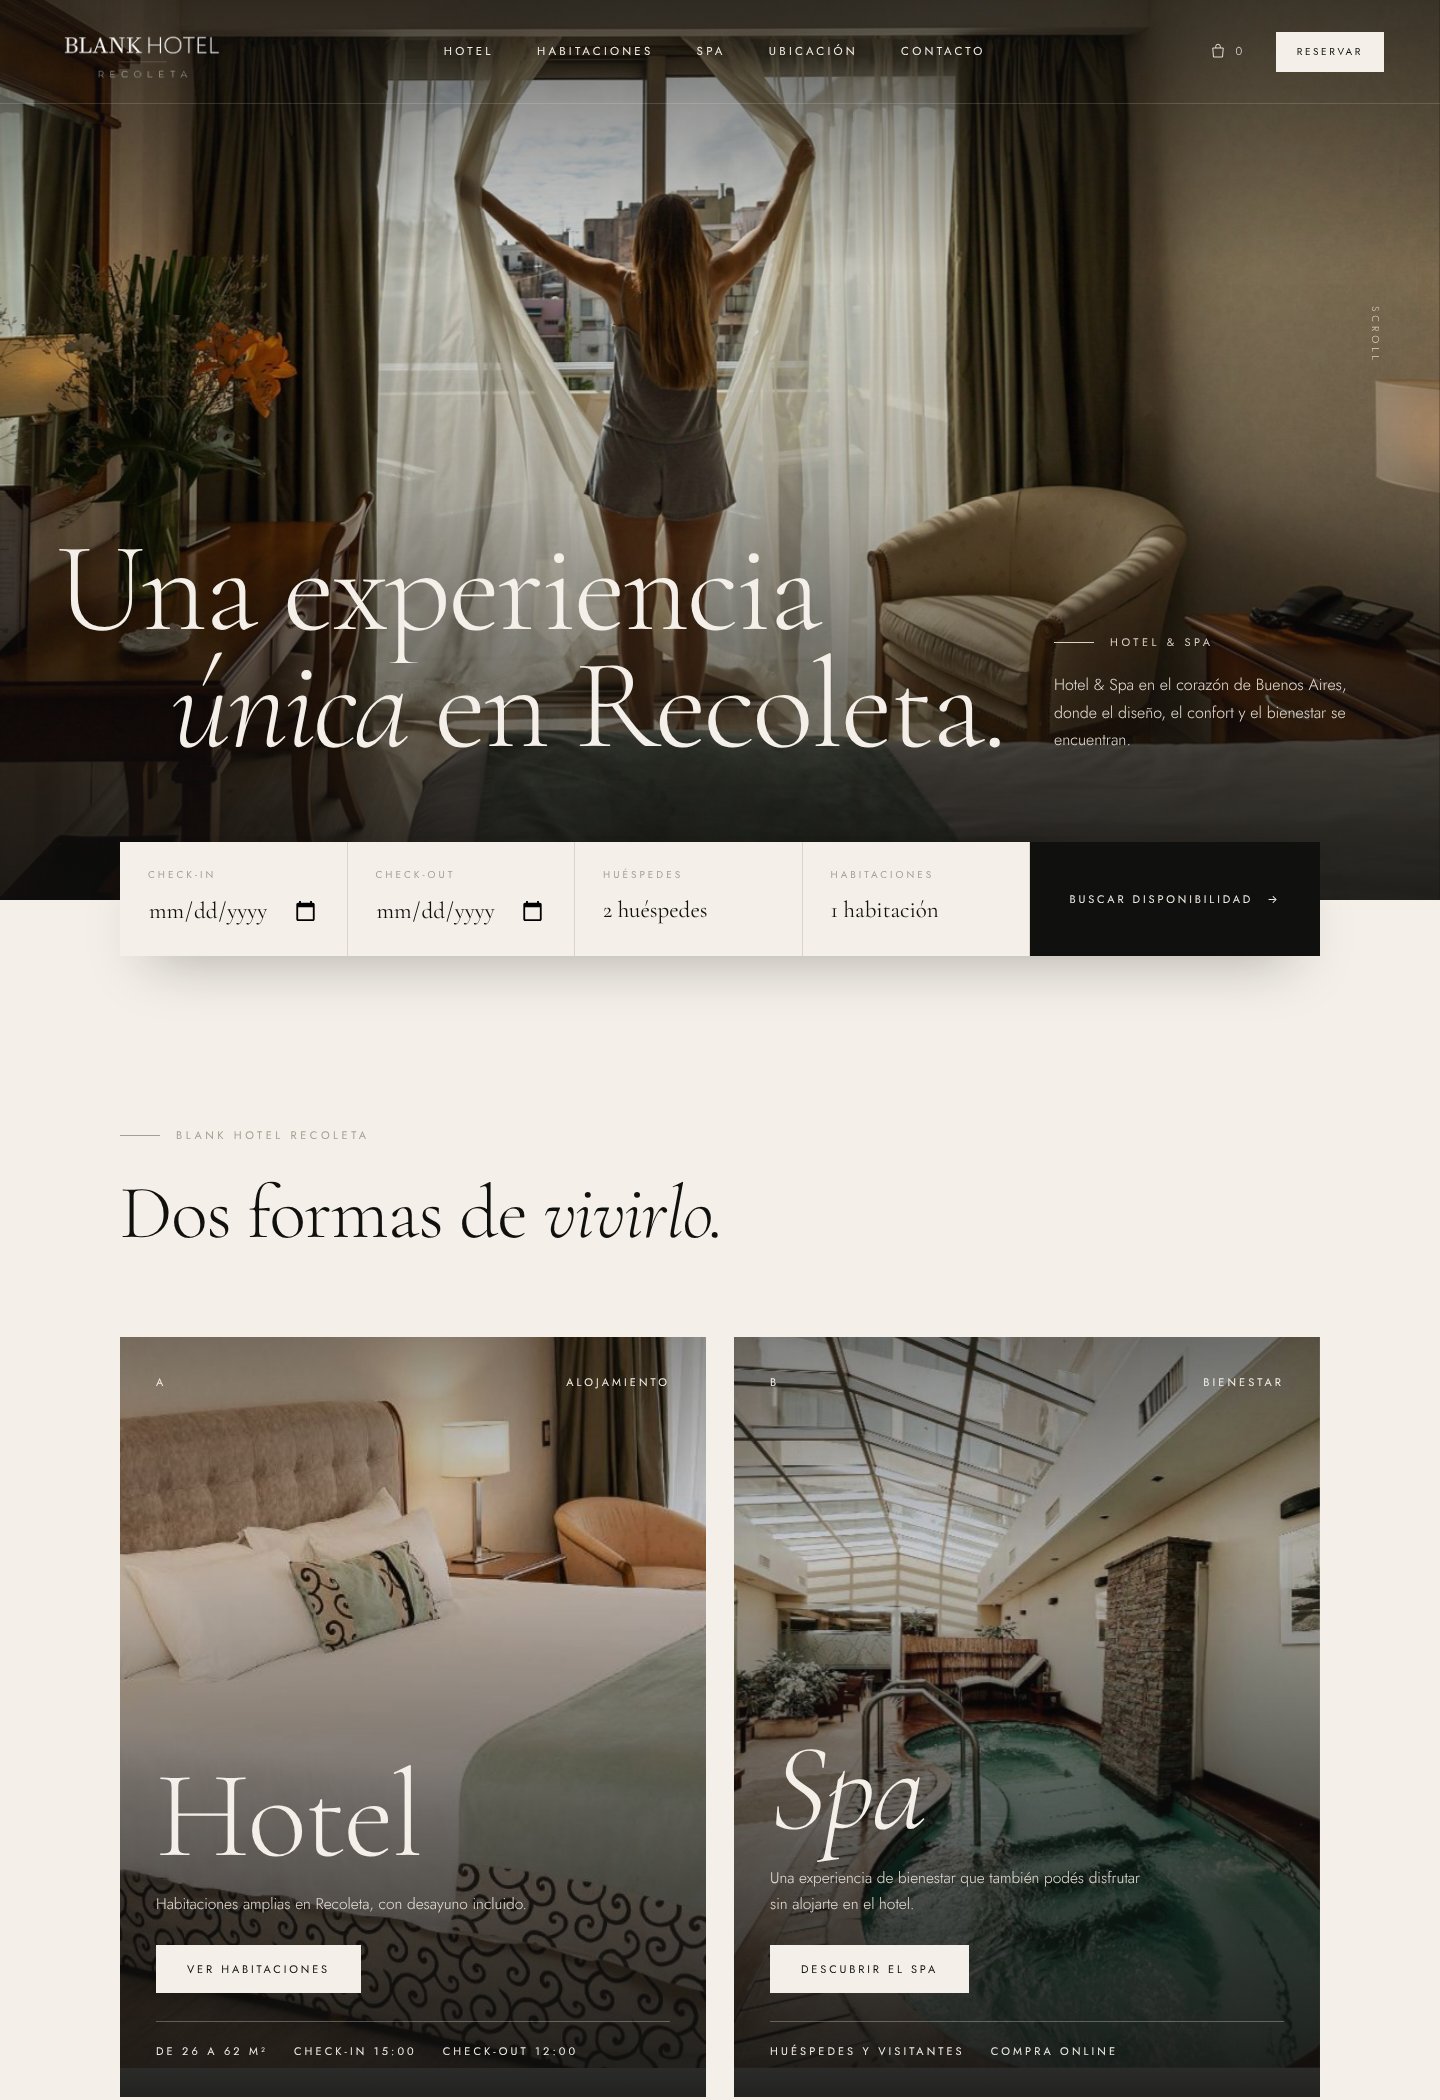 BLANK HOTEL
RECOLETA
HOTEL HABITACIONES SPA UBICACIÓN CONTACTO
0
RESERVAR
SCROLL
Una experiencia
única en Recoleta.
HOTEL & SPA
Hotel & Spa en el corazón de Buenos Aires,
donde el diseño, el confort y el bienestar se
encuentran.
CHECK-IN
mm/dd/yyyy
CHECK-OUT
mm/dd/yyyy
HUÉSPEDES
2 huéspedes
HABITACIONES
1 habitación
BUSCAR DISPONIBILIDAD →
BLANK HOTEL RECOLETA
Dos formas de vivirlo.
A
ALOJAMIENTO
Hotel
Habitaciones amplias en Recoleta, con desayuno incluido.
VER HABITACIONES
DE 26 A 62 M² CHECK-IN 15:00 CHECK-OUT 12:00
B
BIENESTAR
Spa
Una experiencia de bienestar que también podés disfrutar
sin alojarte en el hotel.
DESCUBRIR EL SPA
HUÉSPEDES Y VISITANTES COMPRA ONLINE